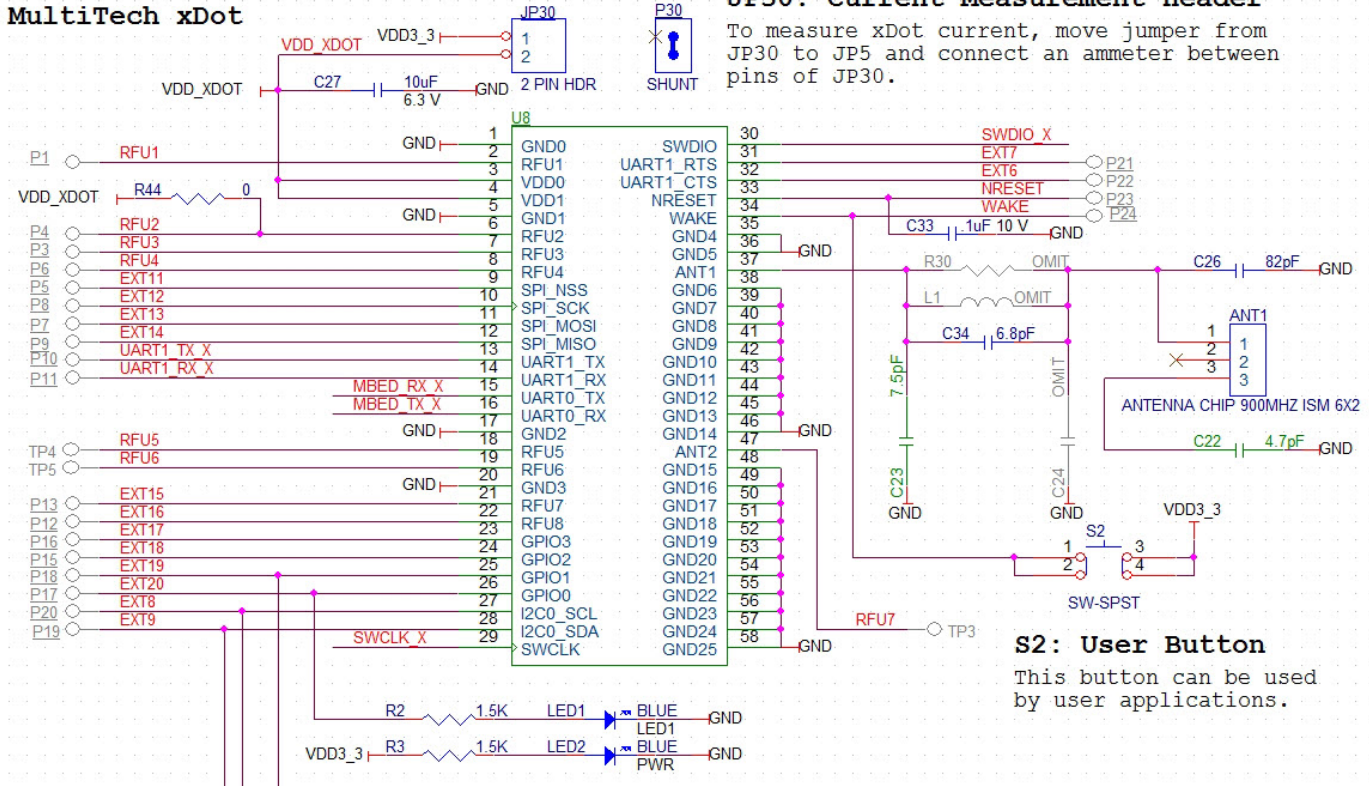 MultiTech xDot
JP30: Current Measurement Header
To measure xDot current, move jumper from
JP30 to JP5 and connect an ammeter between
pins of JP30.
JP30
VDD3_3
1
VDD_XDOT
2
2 PIN HDR
P30
SHUNT
VDD_XDOT
C27
10uF
6.3 V
GND
U8
GND 1 GND0
P1 RFU1 2 RFU1
3 VDD0
VDD_XDOT R44 0
4 VDD1
GND 5 GND1
P4 RFU2 6 RFU2
P3 RFU3 7 RFU3
P6 RFU4 8 RFU4
P5 EXT11 9 SPI_NSS
P8 EXT12 10 SPI_SCK
P7 EXT13 11 SPI_MOSI
P9 EXT14 12 SPI_MISO
P10 UART1_TX_X 13 UART1_TX
P11 UART1_RX_X 14 UART1_RX
MBED_RX_X 15 UART0_TX
MBED_TX_X 16 UART0_RX
GND 17 GND2
TP4 RFU5 18 RFU5
TP5 RFU6 19 RFU6
GND 20 GND3
P13 EXT15 21 RFU7
P12 EXT16 22 RFU8
P16 EXT17 23 GPIO3
P15 EXT18 24 GPIO2
P18 EXT19 25 GPIO1
P17 EXT20 26 GPIO0
P20 EXT8 27 I2C0_SCL
P19 EXT9 28 I2C0_SDA
SWCLK_X 29 SWCLK
SWDIO 30 SWDIO_X
UART1_RTS 31 EXT7 P21
UART1_CTS 32 EXT6 P22
NRESET 33 NRESET P23
WAKE 34 WAKE P24
GND4 35
GND5 36 GND
ANT1 37
GND6 38
GND7 39
GND8 40
GND9 41
GND10 42
GND11 43
GND12 44
GND13 45
GND14 46 GND
ANT2 47
GND15 48
GND16 49
GND17 50
GND18 51
GND19 52
GND20 53
GND21 54
GND22 55
GND23 56
GND24 57
GND25 58 GND
C33 .1uF 10 V GND
R30 OMIT
L1 OMIT
C34 6.8pF
7.5pF
C23
GND
OMIT
C24
GND
C26 82pF GND
ANT1
1 1
2 2
3 3
ANTENNA CHIP 900MHZ ISM 6X2
C22 4.7pF GND
VDD3_3
S2
1 3
2 4
SW-SPST
RFU7 TP3
S2: User Button
This button can be used
by user applications.
R2 1.5K LED1 BLUE GND
LED1
VDD3_3 R3 1.5K LED2 BLUE GND
PWR